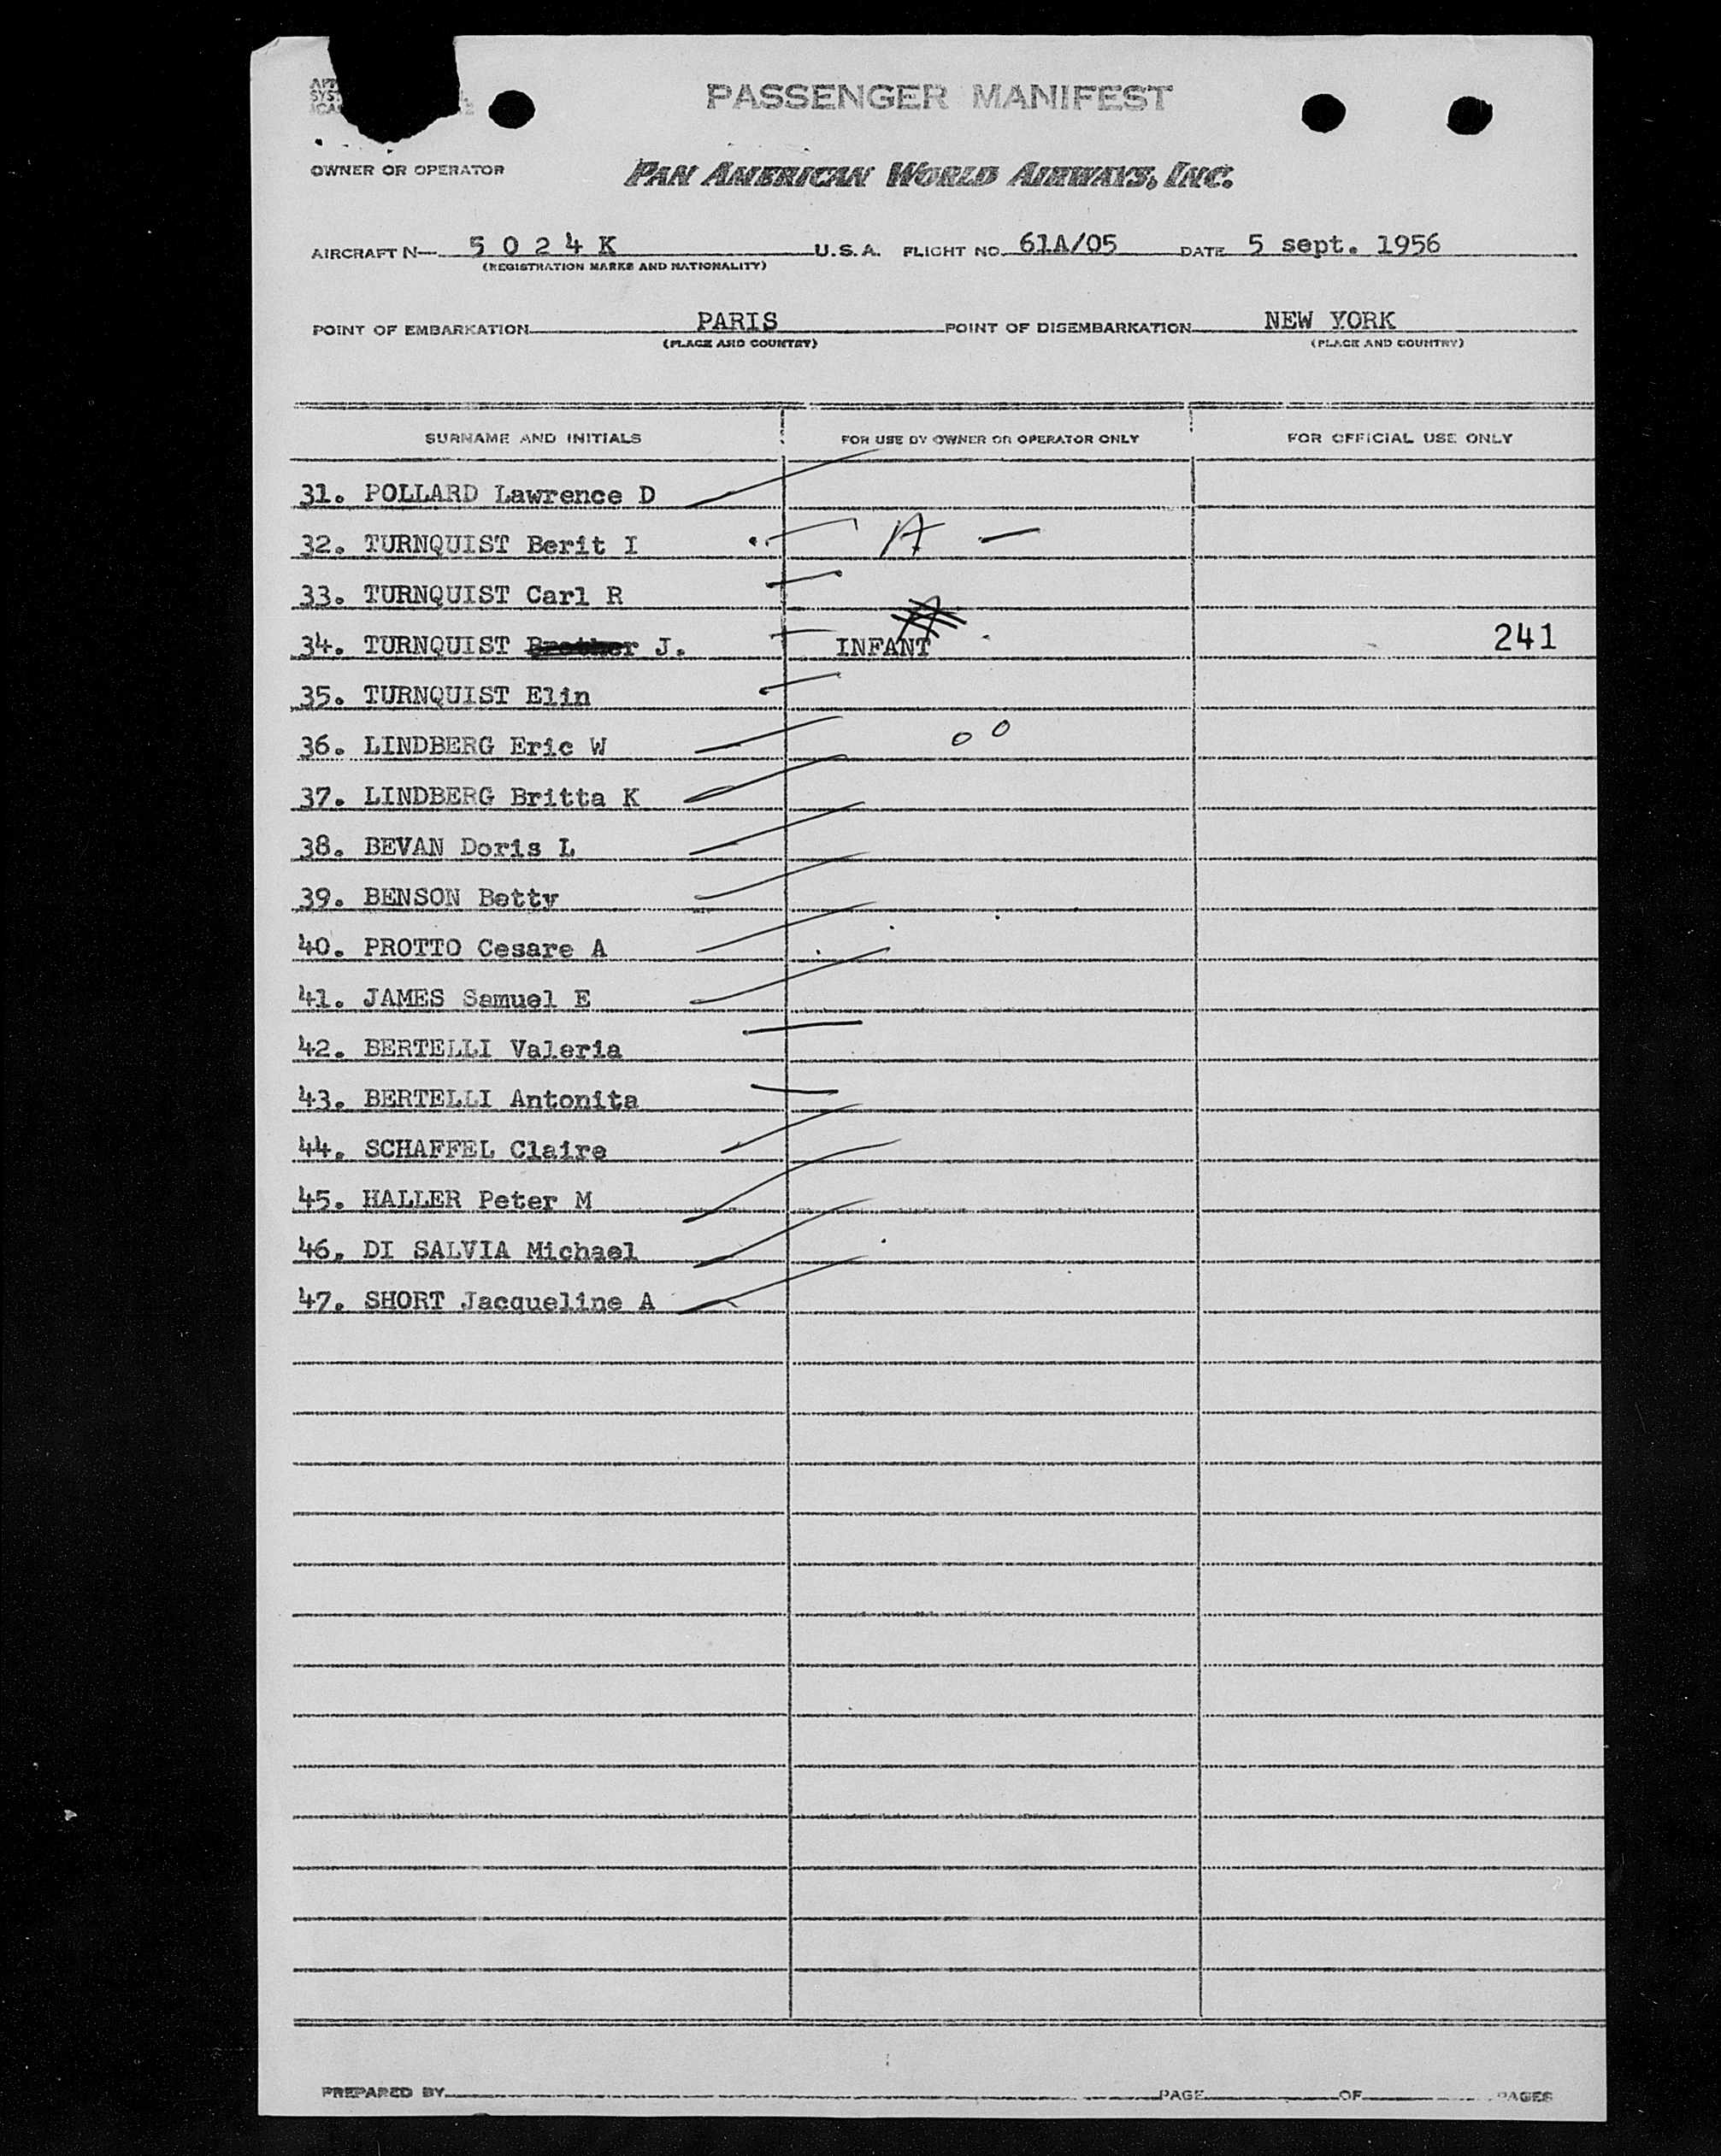 PASSENGER MANIFEST
OWNER OR OPERATOR PAN AMERICAN WORLD AIRWAYS, INC.
AIRCRAFT N— 5 0 2 4 K U.S.A. FLIGHT NO. 61A/05 DATE 5 sept. 1956
(REGISTRATION MARKS AND NATIONALITY)
POINT OF EMBARKATION PARIS POINT OF DISEMBARKATION NEW YORK
(PLACE AND COUNTRY) (PLACE AND COUNTRY)
SURNAME AND INITIALS FOR USE BY OWNER OR OPERATOR ONLY FOR OFFICIAL USE ONLY
31. POLLARD Lawrence D
32. TURNQUIST Berit I A —
33. TURNQUIST Carl R
34. TURNQUIST J. INFANT 241
35. TURNQUIST Elin
36. LINDBERG Eric W
37. LINDBERG Britta K
38. BEVAN Doris L
39. BENSON Betty
40. PROTTO Cesare A
41. JAMES Samuel E
42. BERTELLI Valeria
43. BERTELLI Antonita
44. SCHAFFEL Claire
45. HALLER Peter M
46. DI SALVIA Michael
47. SHORT Jacqueline A
PREPARED BY PAGE OF PAGES